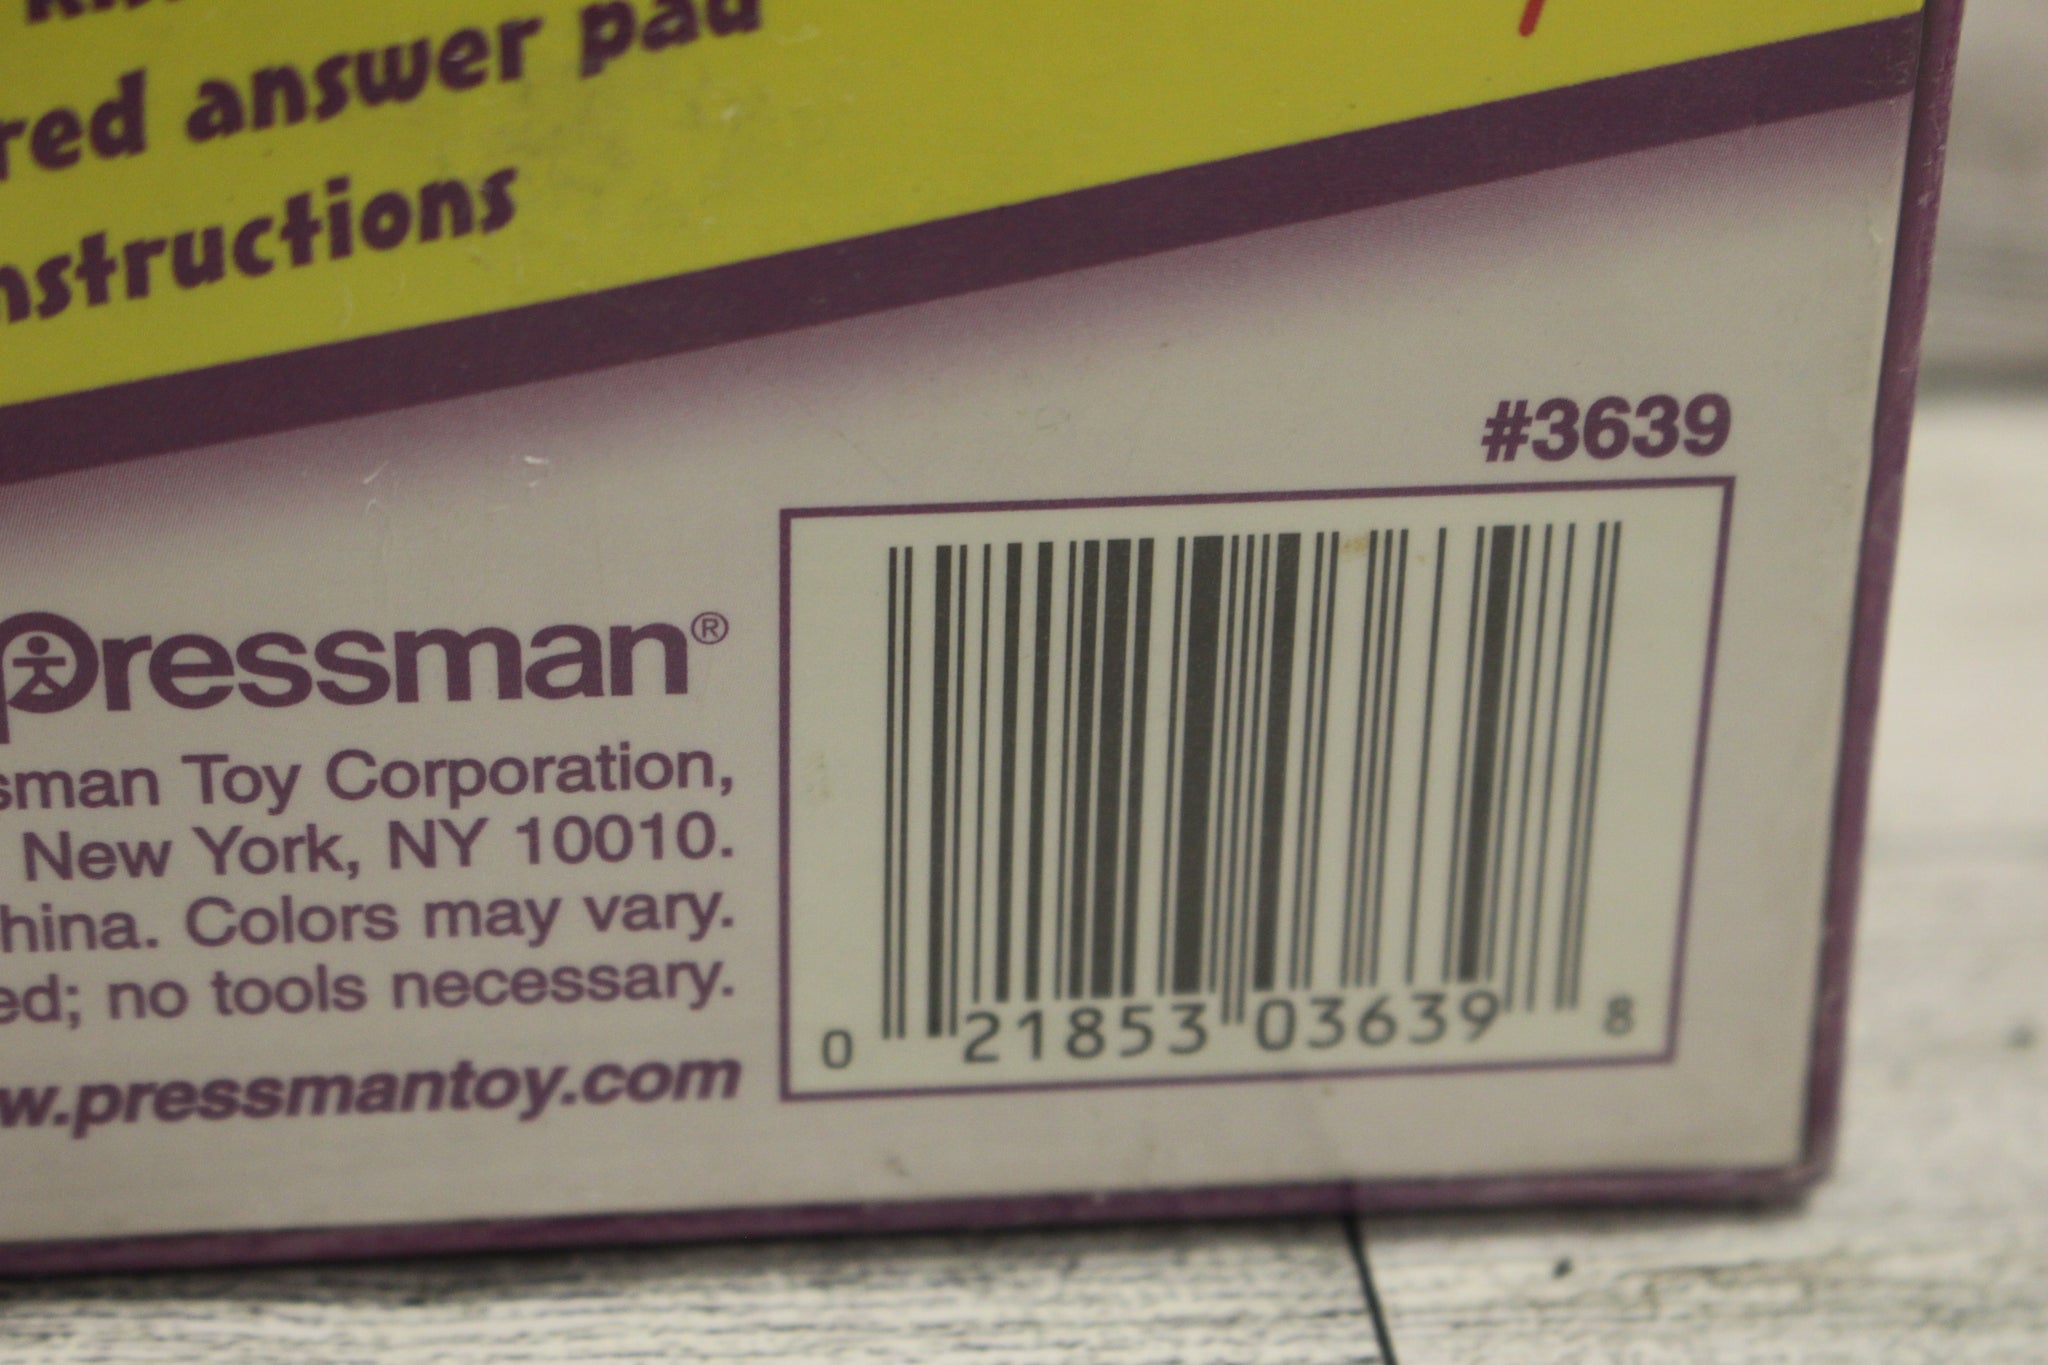 red answer pad
nstructions
#3639
pressman®
sman Toy Corporation,
New York, NY 10010.
hina. Colors may vary.
ed; no tools necessary.
w.pressmantoy.com
0 21853 03639 8